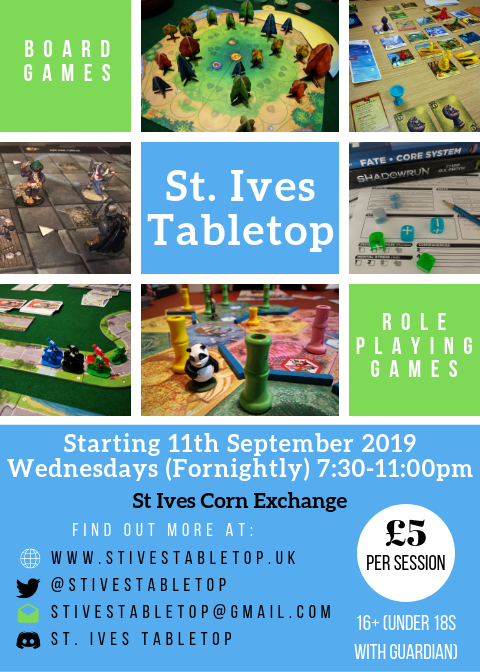 BOARD
GAMES
St. Ives
Tabletop
FATE • CORE SYSTEM
SHADOWRUN
ROLE
PLAYING
GAMES
Starting 11th September 2019
Wednesdays (Fornightly) 7:30-11:00pm
St Ives Corn Exchange
FIND OUT MORE AT:
WWW.STIVESTABLETOP.UK
@STIVESTABLETOP
STIVESTABLETOP@GMAIL.COM
ST. IVES TABLETOP
£5
PER SESSION
16+ (UNDER 18S
WITH GUARDIAN)